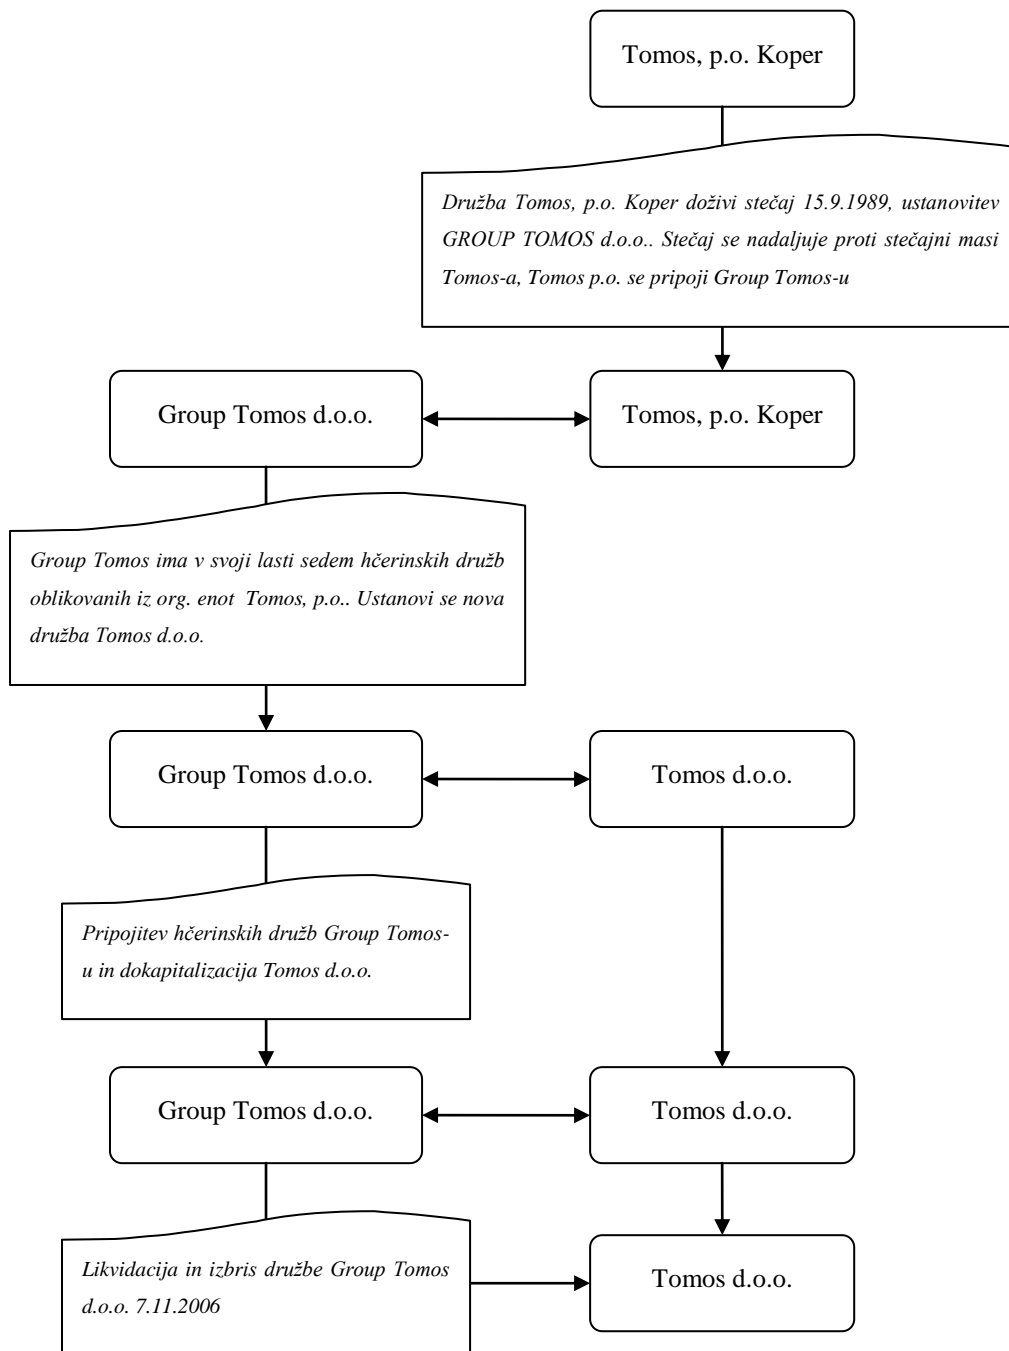 Tomos, p.o. Koper
Družba Tomos, p.o. Koper doživi stečaj 15.9.1989, ustanovitev
GROUP TOMOS d.o.o.. Stečaj se nadaljuje proti stečajni masi
Tomos-a, Tomos p.o. se pripoji Group Tomos-u
Group Tomos d.o.o.
Tomos, p.o. Koper
Group Tomos ima v svoji lasti sedem hčerinskih družb
oblikovanih iz org. enot Tomos, p.o.. Ustanovi se nova
družba Tomos d.o.o.
Group Tomos d.o.o.
Tomos d.o.o.
Pripojitev hčerinskih družb Group Tomos-
u in dokapitalizacija Tomos d.o.o.
Group Tomos d.o.o.
Tomos d.o.o.
Likvidacija in izbris družbe Group Tomos
d.o.o. 7.11.2006
Tomos d.o.o.